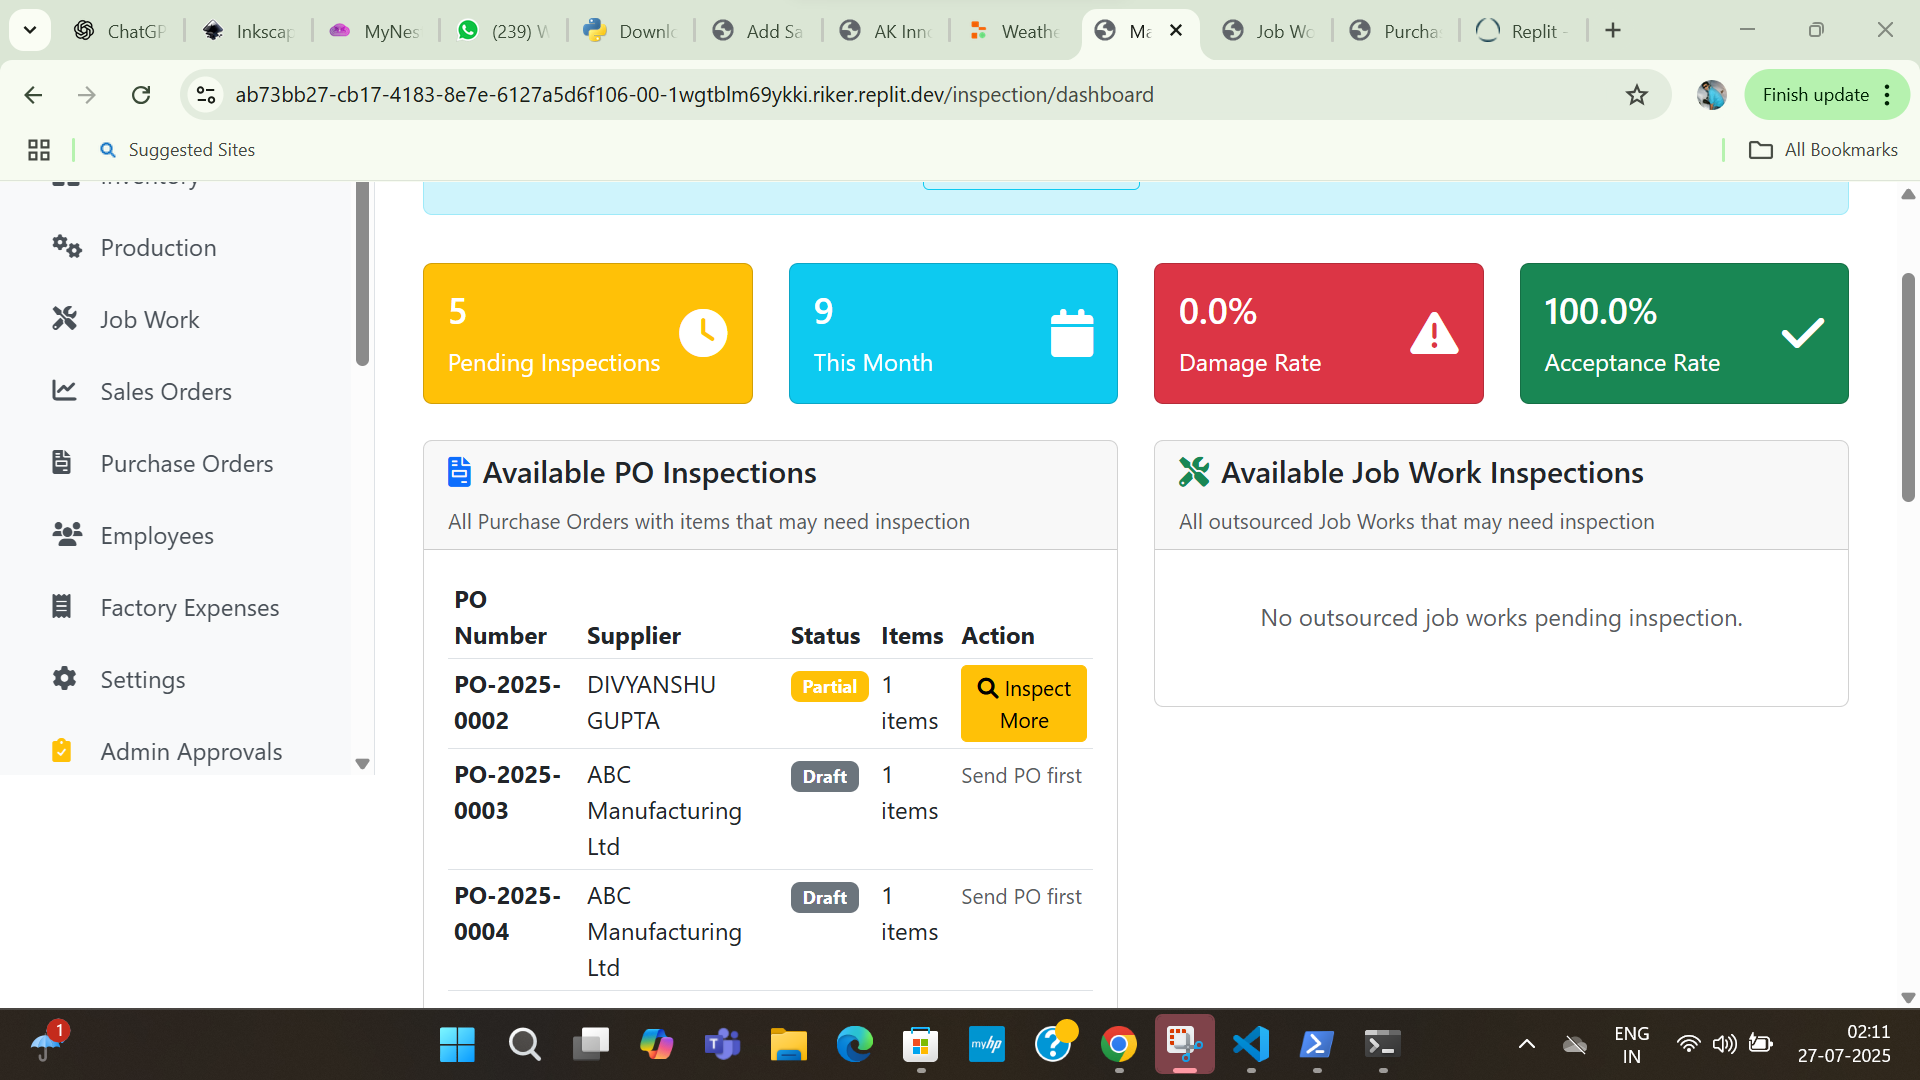 ChatGP
Inkscap
MyNes
(239) W
Downlo
Add Sa
AK Inno
Weathe
Ma
Job Wo
Purchas
Replit -
ab73bb27-cb17-4183-8e7e-6127a5d6f106-00-1wgtblm69ykki.riker.replit.dev/inspection/dashboard
Finish update
Suggested Sites
All Bookmarks
Inventory
Production
Job Work
Sales Orders
Purchase Orders
Employees
Factory Expenses
Settings
Admin Approvals
5
Pending Inspections
9
This Month
0.0%
Damage Rate
100.0%
Acceptance Rate
Available PO Inspections
All Purchase Orders with items that may need inspection
PO
Number Supplier Status Items Action
PO-2025- DIVYANSHU Partial 1 Inspect
0002 GUPTA items More
PO-2025- ABC Draft 1 Send PO first
0003 Manufacturing items
Ltd
PO-2025- ABC Draft 1 Send PO first
0004 Manufacturing items
Ltd
Available Job Work Inspections
All outsourced Job Works that may need inspection
No outsourced job works pending inspection.
1
T
myhp
?
ENG
IN
02:11
27-07-2025